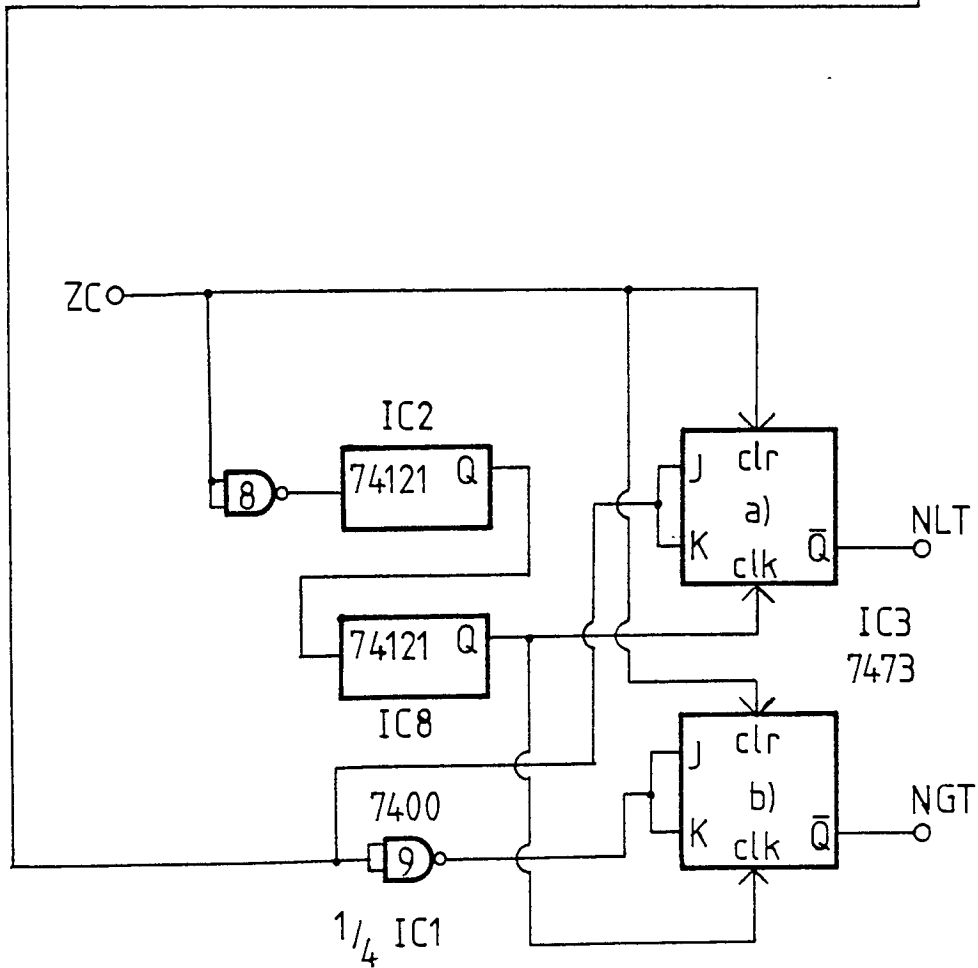 ZC
IC2
74121 Q
8
74121 Q
IC8
J clr
a)
K clk Q̅
NLT
IC3
7473
J clr
b)
K clk Q̅
NGT
7400
9
1/4 IC1